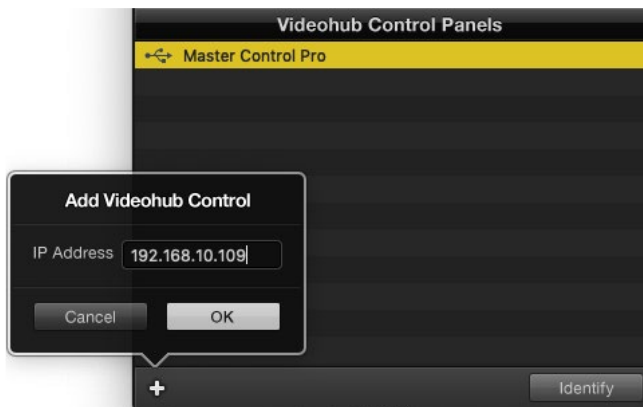 Videohub Control Panels
Master Control Pro
Add Videohub Control
IP Address 192.168.10.109
Cancel OK
+ Identify